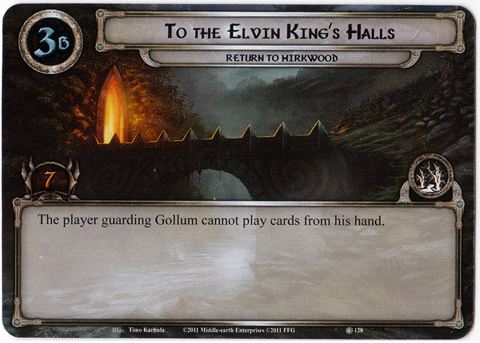 3B
To the Elvin King's Halls
Return to Mirkwood
7
The player guarding Gollum cannot play cards from his hand.
Illus. Timo Karhula ©2011 Middle-earth Enterprises ©2011 FFG 128